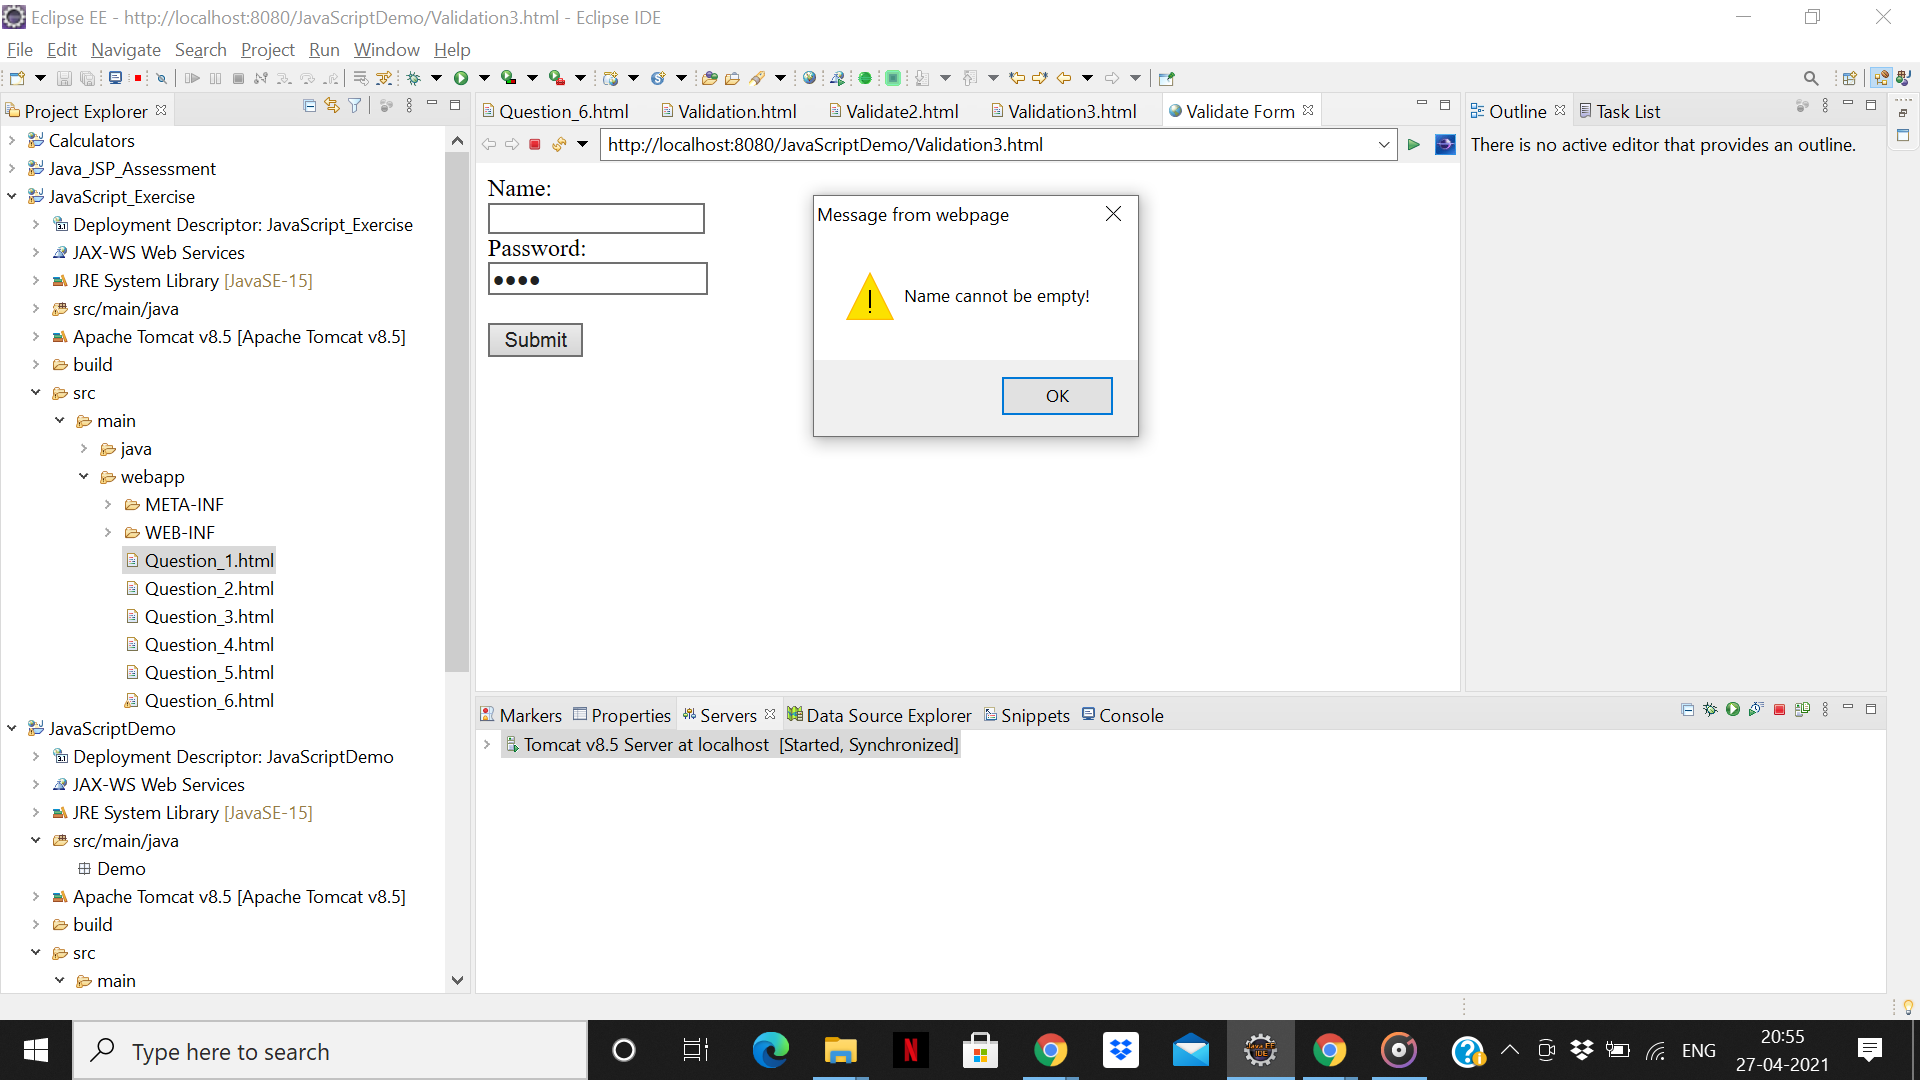 Eclipse EE - http://localhost:8080/JavaScriptDemo/Validation3.html - Eclipse IDE
File Edit Navigate Search Project Run Window Help
Project Explorer
Calculators
Java_JSP_Assessment
JavaScript_Exercise
Deployment Descriptor: JavaScript_Exercise
JAX-WS Web Services
JRE System Library [JavaSE-15]
src/main/java
Apache Tomcat v8.5 [Apache Tomcat v8.5]
build
src
main
java
webapp
META-INF
WEB-INF
Question_1.html
Question_2.html
Question_3.html
Question_4.html
Question_5.html
Question_6.html
JavaScriptDemo
Deployment Descriptor: JavaScriptDemo
JAX-WS Web Services
JRE System Library [JavaSE-15]
src/main/java
Demo
Apache Tomcat v8.5 [Apache Tomcat v8.5]
build
src
main
Question_6.html Validation.html Validate2.html Validation3.html Validate Form
http://localhost:8080/JavaScriptDemo/Validation3.html
Name:
Password:
Submit
Message from webpage
Name cannot be empty!
OK
Outline Task List
There is no active editor that provides an outline.
Markers Properties Servers Data Source Explorer Snippets Console
Tomcat v8.5 Server at localhost [Started, Synchronized]
Type here to search
N
Java EE
IDE
ENG
20:55
27-04-2021